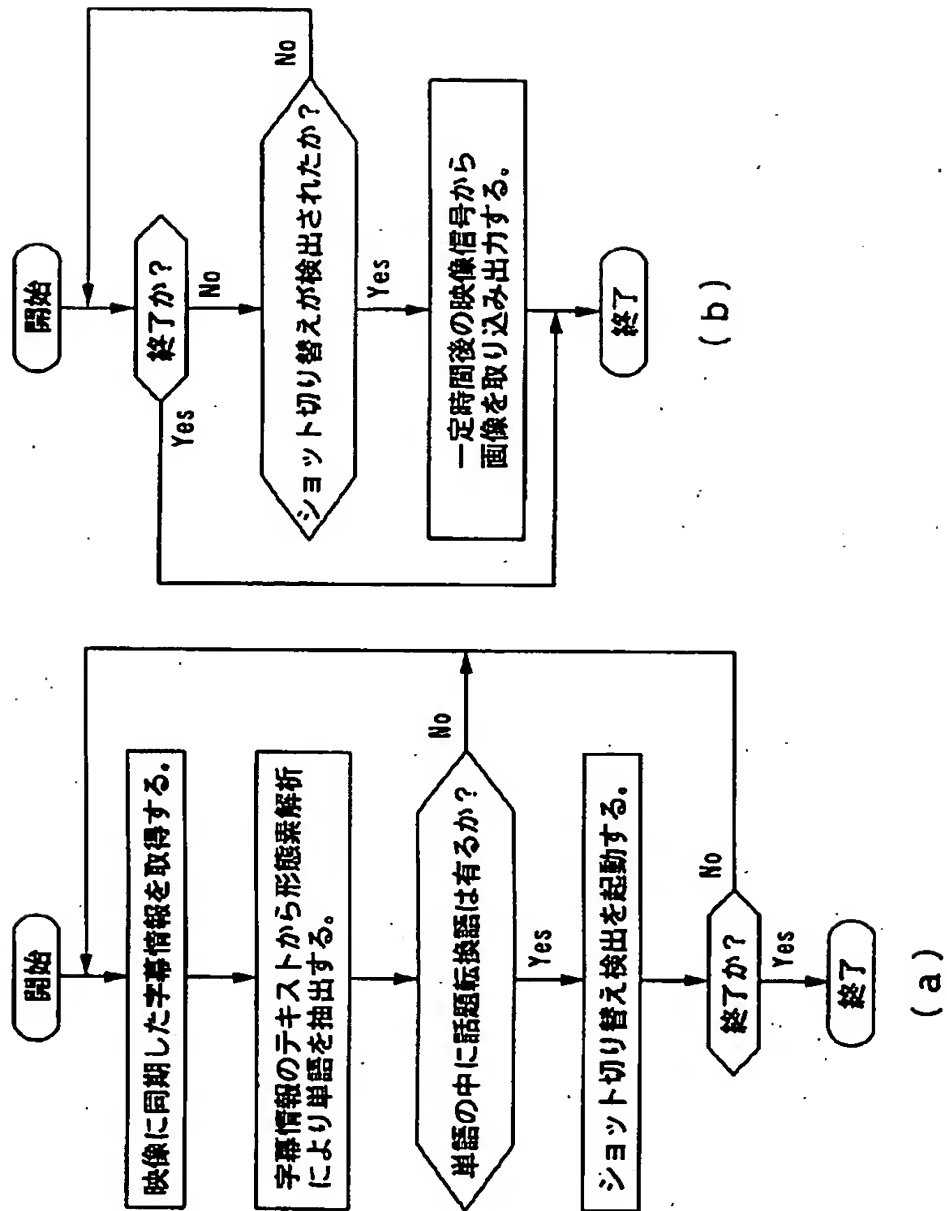 開始
映像に同期した字幕情報を取得する。
字幕情報のテキストから形態素解析
により単語を抽出する。
単語の中に話題転換語は有るか？
No
Yes
ショット切り替え検出を起動する。
終了か？
No
Yes
終了
(a)
開始
終了か？
Yes
No
ショット切り替えが検出されたか？
No
Yes
一定時間後の映像信号から
画像を取り込み出力する。
終了
(b)